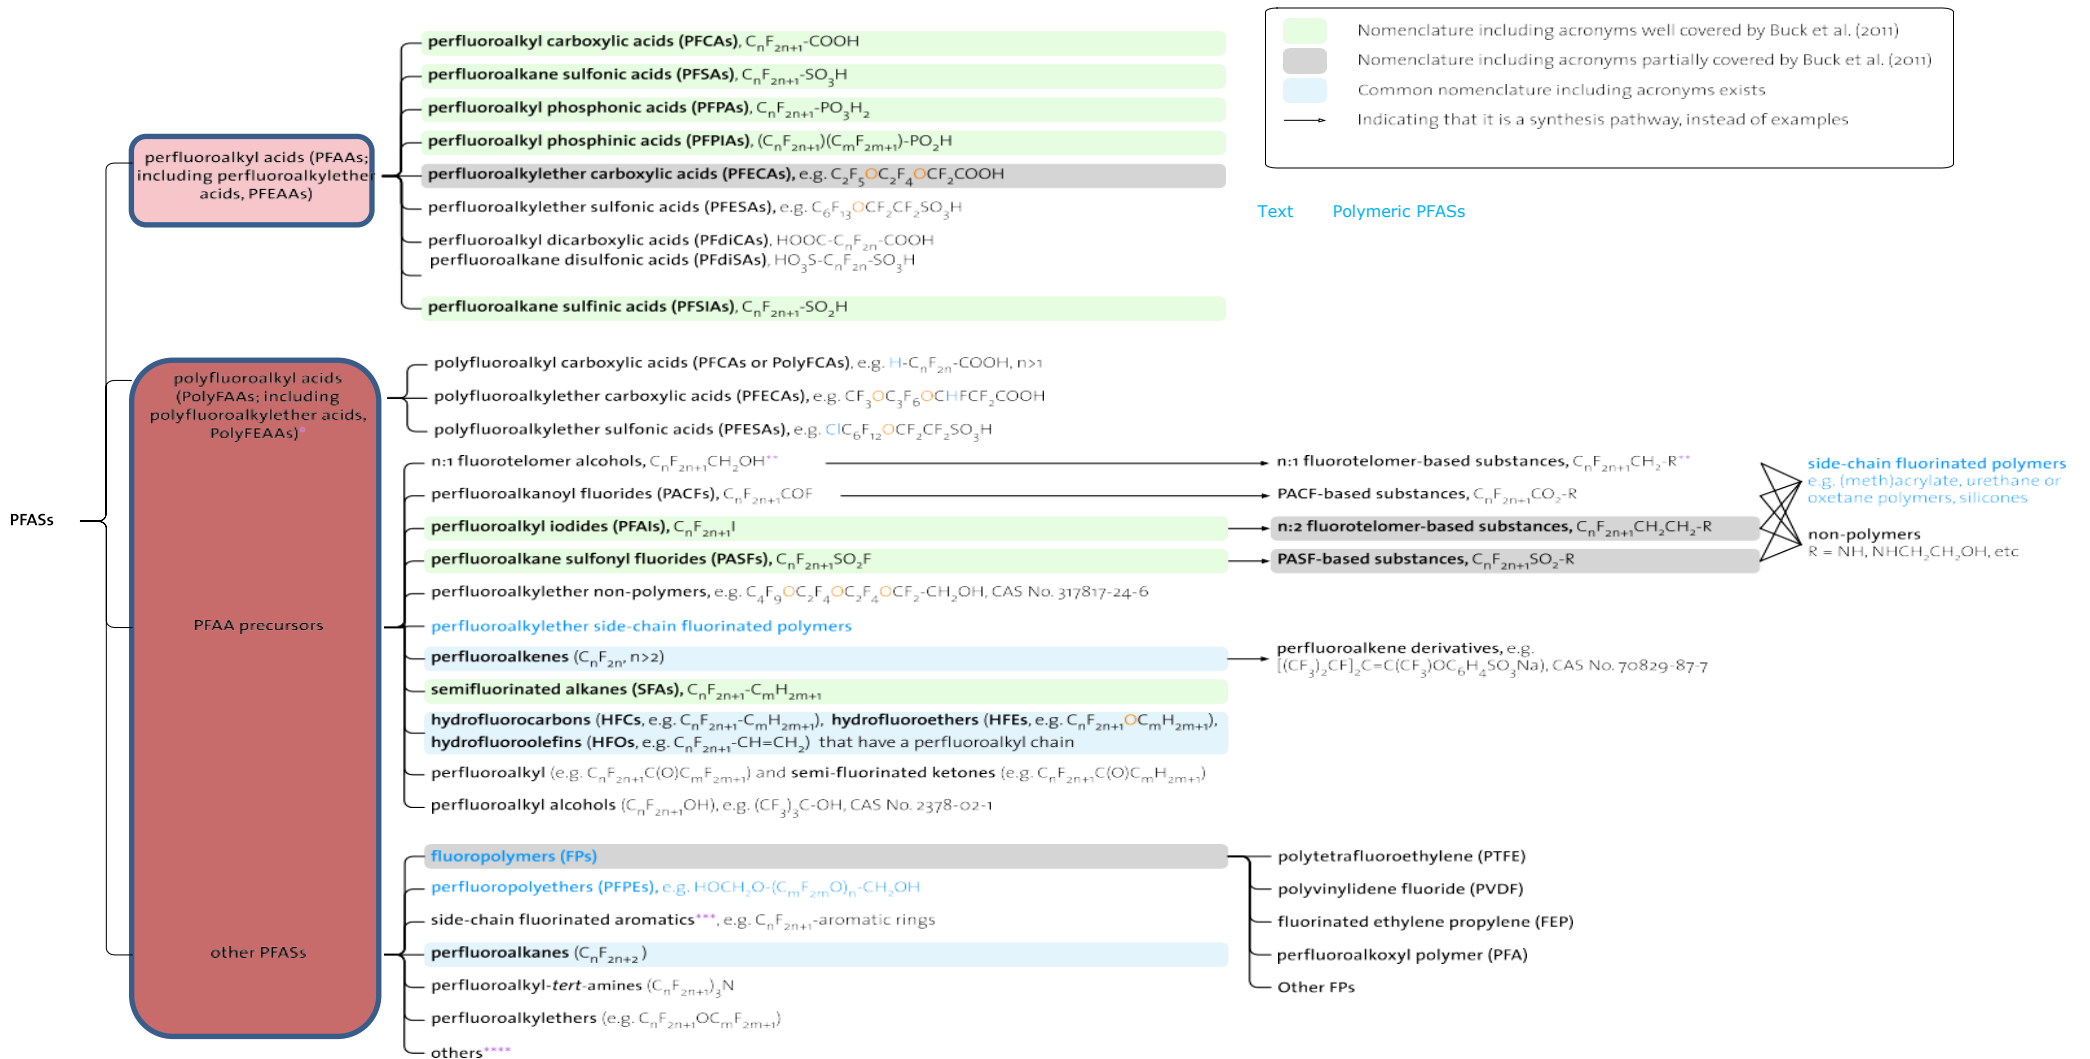 perfluoroalkyl carboxylic acids (PFCAs), CnF2n+1-COOH
perfluoroalkane sulfonic acids (PFSAs), CnF2n+1-SO3H
perfluoroalkyl phosphonic acids (PFPAs), CnF2n+1-PO3H2
perfluoroalkyl phosphinic acids (PFPIAs), (CnF2n+1)(CmF2m+1)-PO2H
perfluoroalkylether carboxylic acids (PFECAs), e.g. C2F5OC2F4OCF2COOH
perfluoroalkylether sulfonic acids (PFESAs), e.g. C6F13OCF2CF2SO3H
perfluoroalkyl dicarboxylic acids (PFdiCAs), HOOC-CnF2n-COOH
perfluoroalkane disulfonic acids (PFdiSAs), HO3S-CnF2n-SO3H
perfluoroalkane sulfinic acids (PFSIAs), CnF2n+1-SO2H
perfluoroalkyl acids (PFAAs;
including perfluoroalkylether
acids, PFEAAs)
Nomenclature including acronyms well covered by Buck et al. (2011)
Nomenclature including acronyms partially covered by Buck et al. (2011)
Common nomenclature including acronyms exists
Indicating that it is a synthesis pathway, instead of examples
Text Polymeric PFASs
PFASs
polyfluoroalkyl acids
(PolyFAAs; including
polyfluoroalkylether acids,
PolyFEAAs)*
polyfluoroalkyl carboxylic acids (PFCAs or PolyFCAs), e.g. H-CnF2n-COOH, n>1
polyfluoroalkylether carboxylic acids (PFECAs), e.g. CF3OC3F6OCHFCF2COOH
polyfluoroalkylether sulfonic acids (PFESAs), e.g. ClC6F12OCF2CF2SO3H
PFAA precursors
n:1 fluorotelomer alcohols, CnF2n+1CH2OH**
perfluoroalkanoyl fluorides (PACFs), CnF2n+1COF
perfluoroalkyl iodides (PFAIs), CnF2n+1I
perfluoroalkane sulfonyl fluorides (PASFs), CnF2n+1SO2F
perfluoroalkylether non-polymers, e.g. C4F9OC2F4OC2F4OCF2-CH2OH, CAS No. 317817-24-6
perfluoroalkylether side-chain fluorinated polymers
perfluoroalkenes (CnF2n, n>2)
semifluorinated alkanes (SFAs), CnF2n+1-CmH2m+1
hydrofluorocarbons (HFCs, e.g. CnF2n+1-CmH2m+1), hydrofluoroethers (HFEs, e.g. CnF2n+1OCmH2m+1),
hydrofluoroolefins (HFOs, e.g. CnF2n+1-CH=CH2) that have a perfluoroalkyl chain
perfluoroalkyl (e.g. CnF2n+1C(O)CmF2m+1) and semi-fluorinated ketones (e.g. CnF2n+1C(O)CmH2m+1)
perfluoroalkyl alcohols (CnF2n+1OH), e.g. (CF3)3C-OH, CAS No. 2378-02-1
n:1 fluorotelomer-based substances, CnF2n+1CH2-R**
PACF-based substances, CnF2n+1CO2-R
n:2 fluorotelomer-based substances, CnF2n+1CH2CH2-R
PASF-based substances, CnF2n+1SO2-R
side-chain fluorinated polymers
e.g. (meth)acrylate, urethane or
oxetane polymers, silicones
non-polymers
R = NH, NHCH2CH2OH, etc
perfluoroalkene derivatives, e.g.
[(CF3)2CF]2C=C(CF3)OC6H4SO3Na), CAS No. 70829-87-7
other PFASs
fluoropolymers (FPs)
perfluoropolyethers (PFPEs), e.g. HOCH2O-(CmF2mO)n-CH2OH
side-chain fluorinated aromatics***, e.g. CnF2n+1-aromatic rings
perfluoroalkanes (CnF2n+2)
perfluoroalkyl-tert-amines (CnF2n+1)3N
perfluoroalkylethers (e.g. CnF2n+1OCmF2m+1)
others****
polytetrafluoroethylene (PTFE)
polyvinylidene fluoride (PVDF)
fluorinated ethylene propylene (FEP)
perfluoroalkoxyl polymer (PFA)
Other FPs